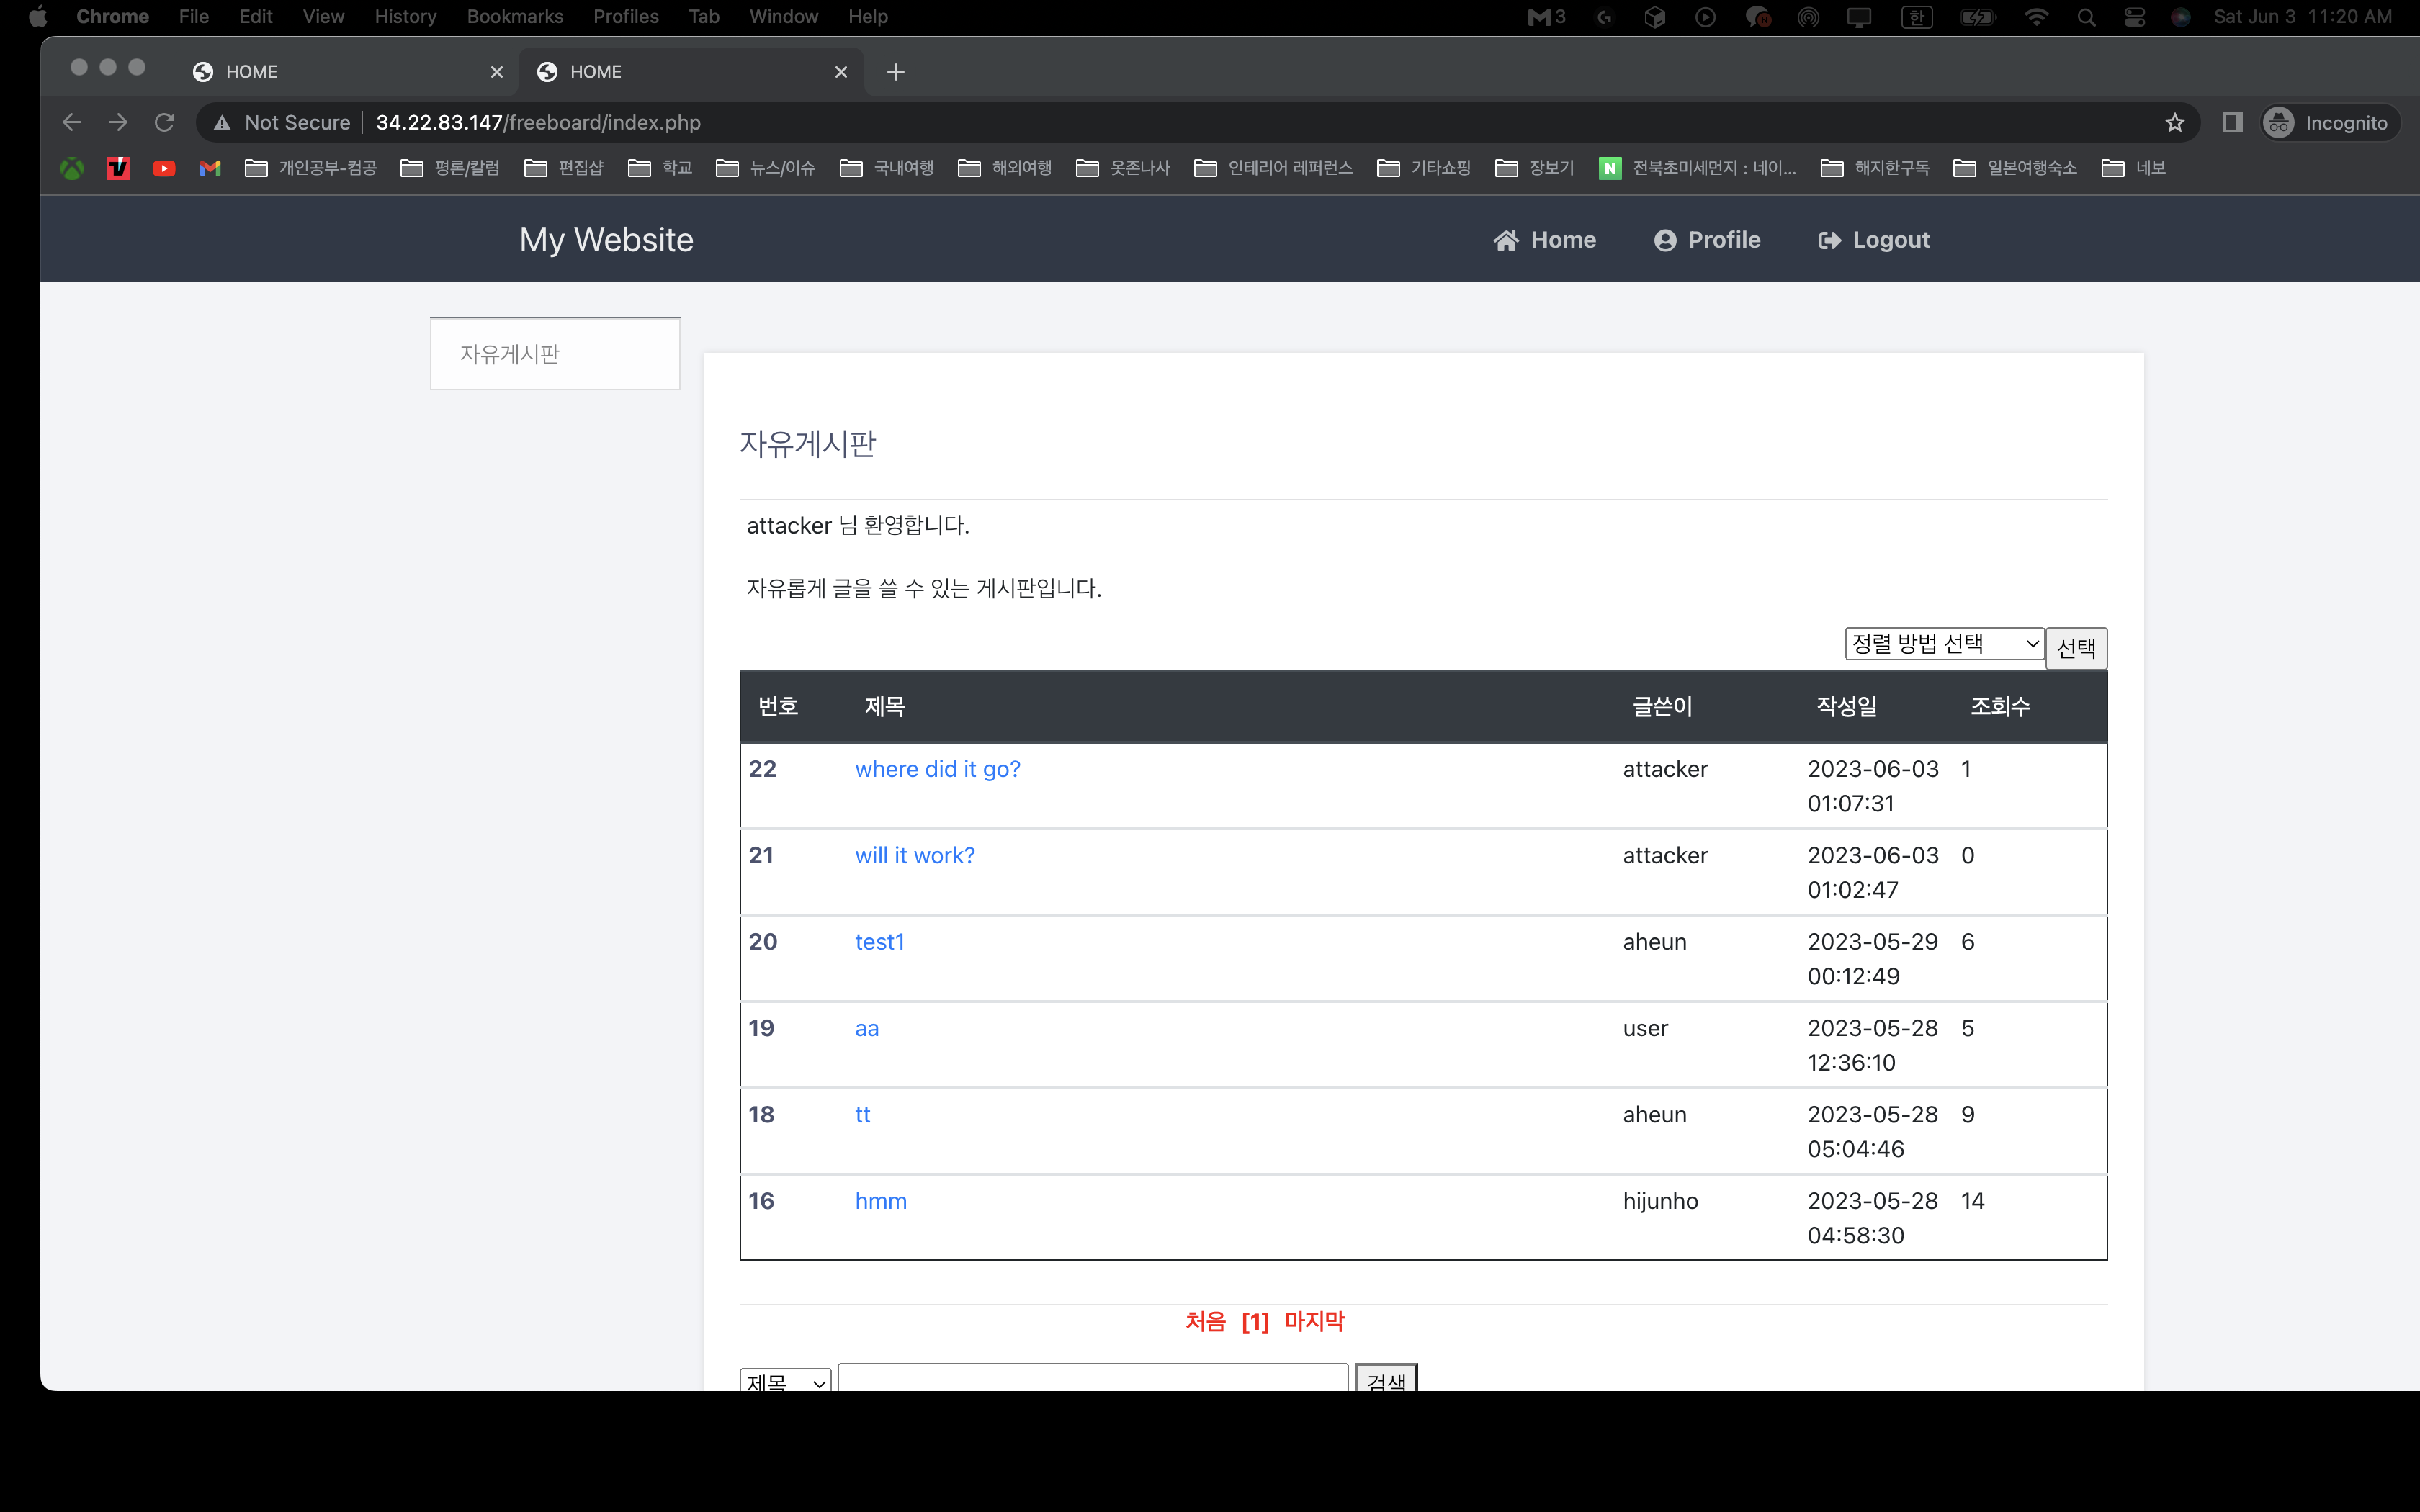 Chrome File Edit View History Bookmarks Profiles Tab Window Help 3 한 Sat Jun 3 11:20 AM
HOME HOME
Not Secure 34.22.83.147/freeboard/index.php Incognito
개인공부-컴공 평론/칼럼 편집샵 학교 뉴스/이슈 국내여행 해외여행 옷존나사 인테리어 레퍼런스 기타쇼핑 장보기 N 전북초미세먼지 : 네이... 해지한구독 일본여행숙소 네보
My Website Home Profile Logout
자유게시판
자유게시판
attacker 님 환영합니다.
자유롭게 글을 쓸 수 있는 게시판입니다.
정렬 방법 선택 선택
번호 제목 글쓴이 작성일 조회수
22 where did it go? attacker 2023-06-03 1
01:07:31
21 will it work? attacker 2023-06-03 0
01:02:47
20 test1 aheun 2023-05-29 6
00:12:49
19 aa user 2023-05-28 5
12:36:10
18 tt aheun 2023-05-28 9
05:04:46
16 hmm hijunho 2023-05-28 14
04:58:30
처음 [1] 마지막
제목 검색